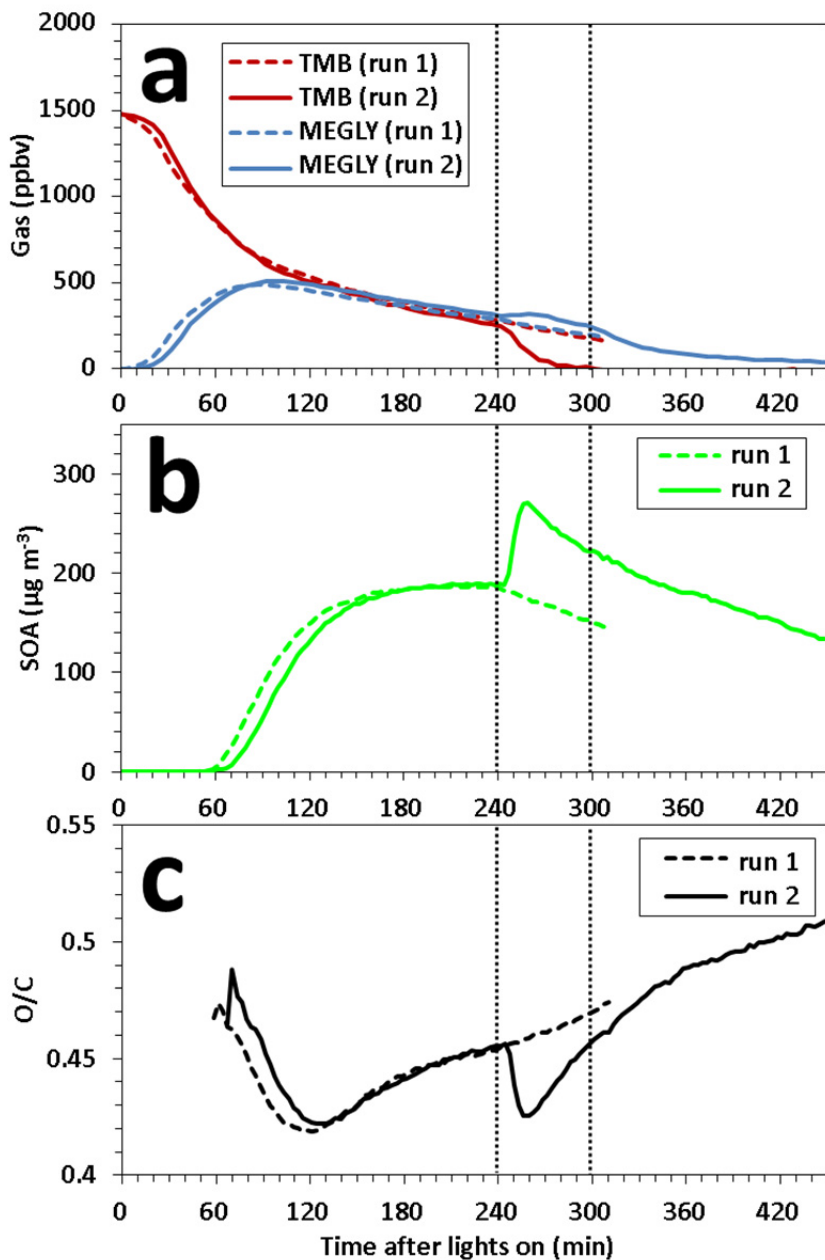 2000
1500
1000
500
0
Gas (ppbv)
a
TMB (run 1)
TMB (run 2)
MEGLY (run 1)
MEGLY (run 2)
0 60 120 180 240 300 360 420
300
200
100
0
SOA (µg m⁻³)
b
run 1
run 2
0 60 120 180 240 300 360 420
0.55
0.5
0.45
0.4
O/C
c
run 1
run 2
0 60 120 180 240 300 360 420
Time after lights on (min)